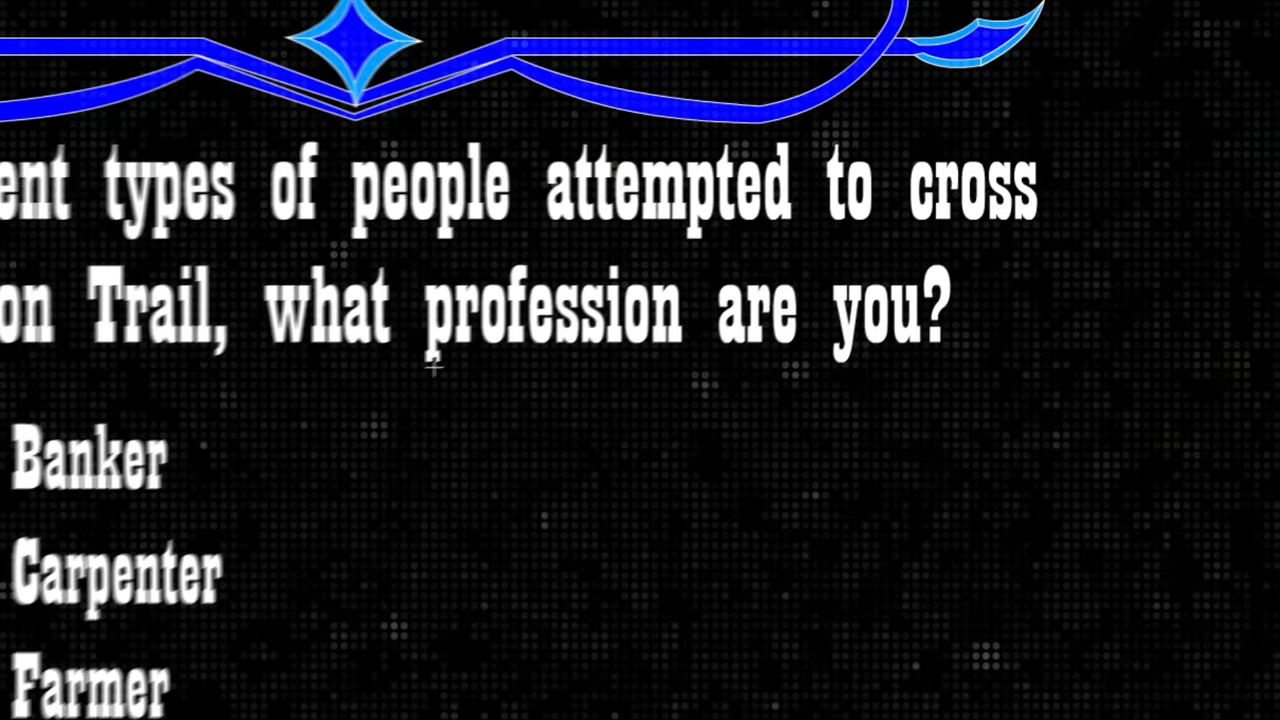 ent types of people attempted to cross
on Trail, what profession are you?
Banker
Carpenter
Farmer